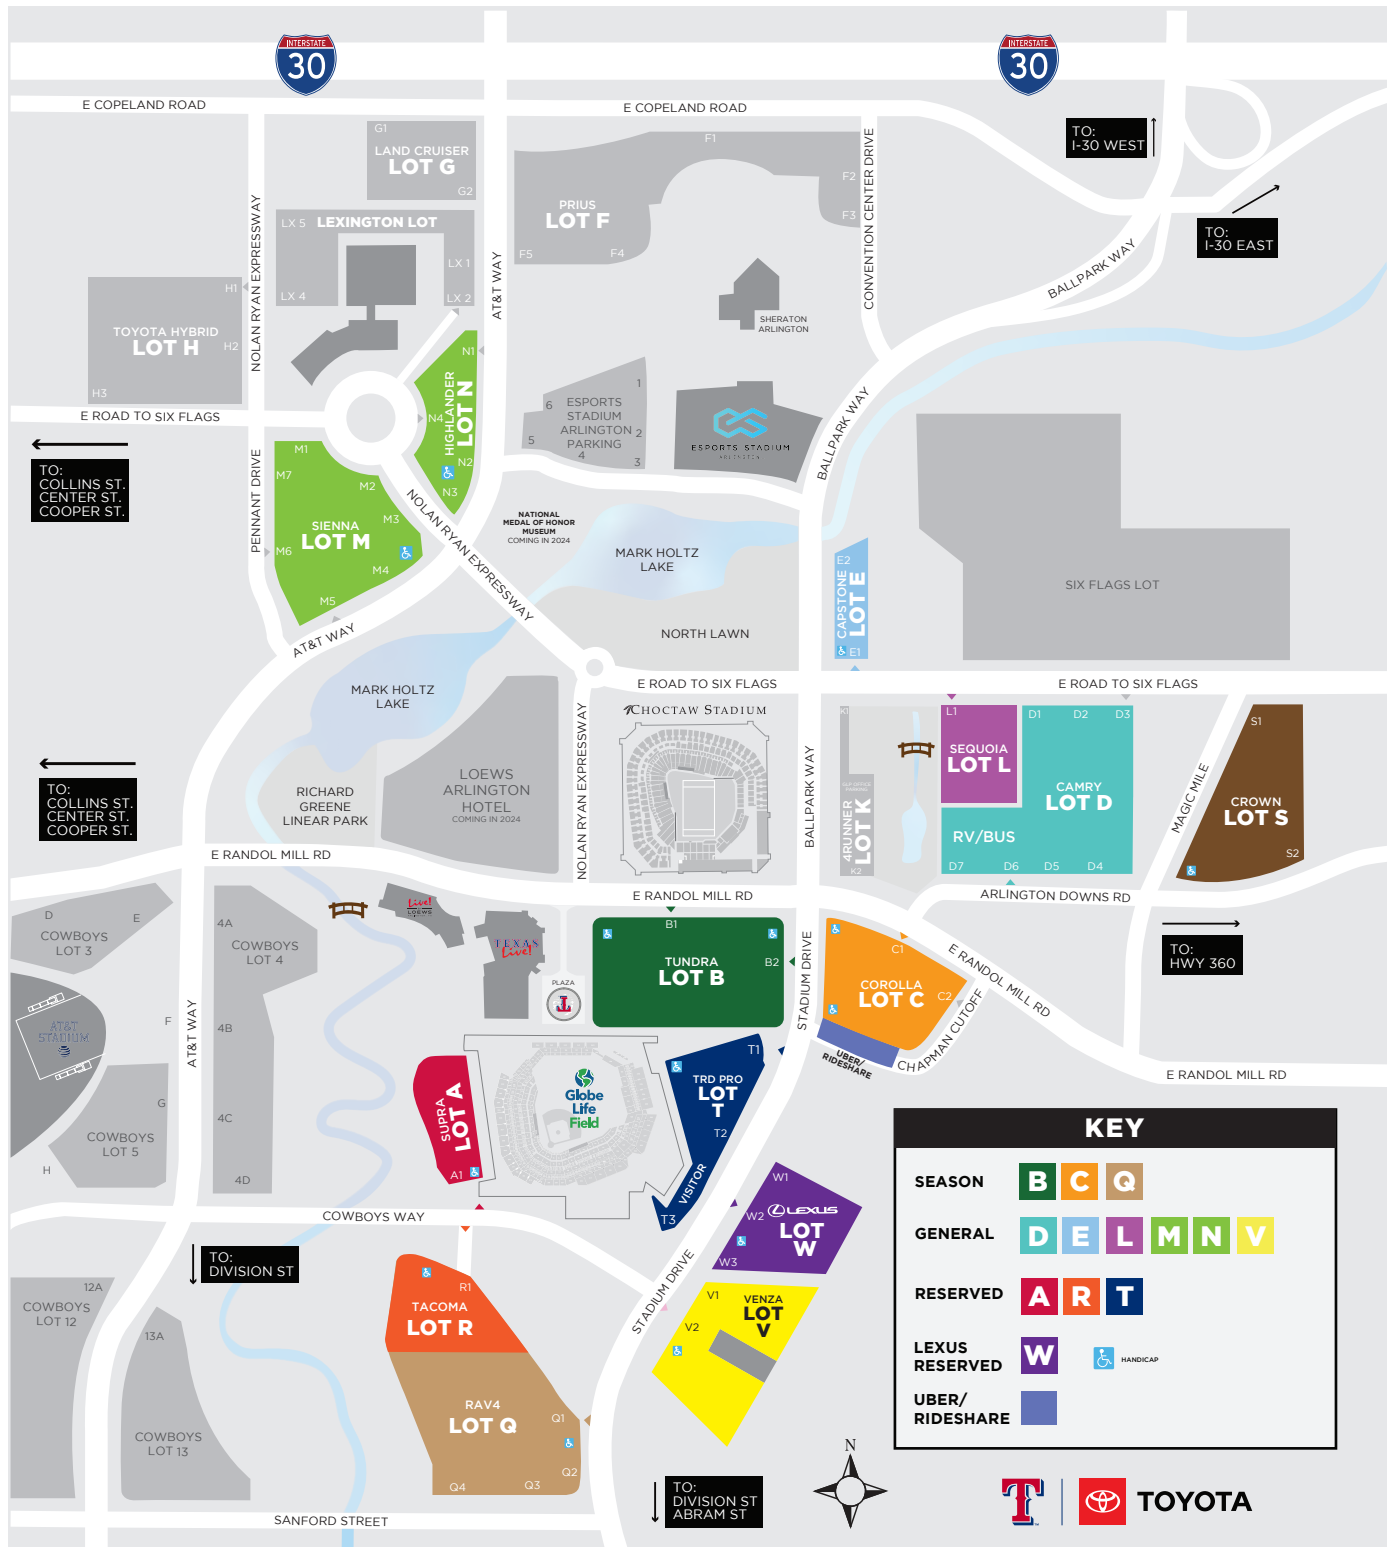 INTERSTATE
30
INTERSTATE
30
E COPELAND ROAD
E COPELAND ROAD
TO:
I-30 WEST
TO:
I-30 EAST
G1
LAND CRUISER
LOT G
G2
F1
F2
F3
PRIUS
LOT F
F5
F4
CONVENTION CENTER DRIVE
NOLAN RYAN EXPRESSWAY
LX 5
LEXINGTON LOT
LX 1
LX 4
LX 2
AT&T WAY
BALLPARK WAY
H1
TOYOTA HYBRID
LOT H
H2
H3
SHERATON
ARLINGTON
N1
HIGHLANDER
LOT N
N4
N2
N3
E ROAD TO SIX FLAGS
TO:
COLLINS ST.
CENTER ST.
COOPER ST.
1
6
ESPORTS
STADIUM
ARLINGTON
PARKING
2
5
4
3
ESPORTS STADIUM
ARLINGTON
BALLPARK WAY
M1
M7
M2
M3
SIENNA
LOT M
M6
M4
M5
PENNANT DRIVE
NOLAN RYAN EXPRESSWAY
NATIONAL
MEDAL OF HONOR
MUSEUM
COMING IN 2024
MARK HOLTZ
LAKE
E2
CAPSTONE
LOT E
E1
SIX FLAGS LOT
AT&T WAY
NORTH LAWN
E ROAD TO SIX FLAGS
E ROAD TO SIX FLAGS
MARK HOLTZ
LAKE
CHOCTAW STADIUM
K1
L1
SEQUOIA
LOT L
D1
D2
D3
CAMRY
LOT D
S1
CROWN
LOT S
S2
MAGIC MILE
TO:
COLLINS ST.
CENTER ST.
COOPER ST.
RICHARD
GREENE
LINEAR PARK
LOEWS
ARLINGTON
HOTEL
COMING IN 2024
NOLAN RYAN EXPRESSWAY
BALLPARK WAY
4RUNNER
LOT K
K2
RV/BUS
D7
D6
D5
D4
E RANDOL MILL RD
E RANDOL MILL RD
ARLINGTON DOWNS RD
D
E
COWBOYS
LOT 3
4A
COWBOYS
LOT 4
Live!
LOEWS
TEXAS
Live!
PLAZA
T
B1
TUNDRA
LOT B
B2
STADIUM DRIVE
C1
COROLLA
LOT C
C2
E RANDOL MILL RD
TO:
HWY 360
AT&T
STADIUM
F
4B
AT&T WAY
UBER/
RIDESHARE
CHAPMAN CUTOFF
E RANDOL MILL RD
G
COWBOYS
LOT 5
H
4C
4D
SUPRA
LOT A
A1
Globe
Life
Field
T1
TRD PRO
LOT
T
T2
VISITOR
T3
COWBOYS WAY
W1
W2
LEXUS
LOT
W
W3
TO:
DIVISION ST
R1
TACOMA
LOT R
STADIUM DRIVE
V1
VENZA
LOT
V
V2
12A
COWBOYS
LOT 12
13A
COWBOYS
LOT 13
RAV4
LOT Q
Q1
Q2
Q3
Q4
SANFORD STREET
TO:
DIVISION ST
ABRAM ST
N
KEY
SEASON B C Q
GENERAL D E L M N V
RESERVED A R T
LEXUS
RESERVED W HANDICAP
UBER/
RIDESHARE
T TOYOTA